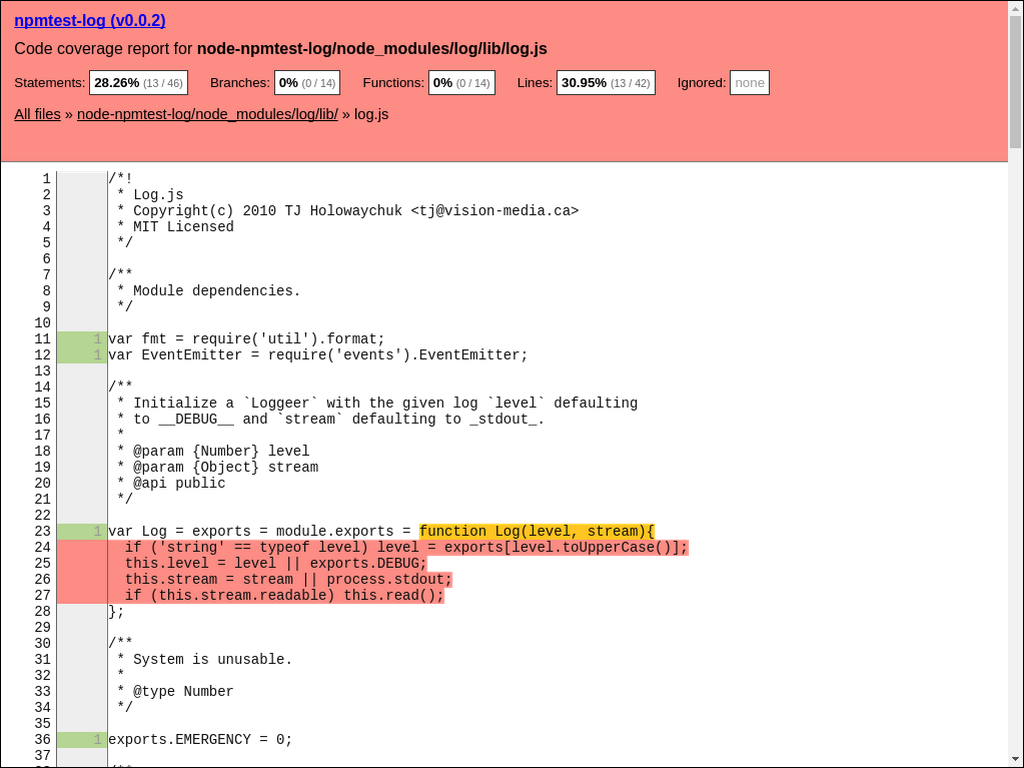 npmtest-log (v0.0.2)
Code coverage report for node-npmtest-log/node_modules/log/lib/log.js
Statements: 28.26% (13 / 46) Branches: 0% (0 / 14) Functions: 0% (0 / 14) Lines: 30.95% (13 / 42) Ignored: none
All files » node-npmtest-log/node_modules/log/lib/ » log.js
1 /*!
2  * Log.js
3  * Copyright(c) 2010 TJ Holowaychuk <tj@vision-media.ca>
4  * MIT Licensed
5  */
6
7 /**
8  * Module dependencies.
9  */
10
11 1 var fmt = require('util').format;
12 1 var EventEmitter = require('events').EventEmitter;
13
14 /**
15  * Initialize a `Loggeer` with the given log `level` defaulting
16  * to __DEBUG__ and `stream` defaulting to _stdout_.
17  *
18  * @param {Number} level
19  * @param {Object} stream
20  * @api public
21  */
22
23 1 var Log = exports = module.exports = function Log(level, stream){
24   if ('string' == typeof level) level = exports[level.toUpperCase()];
25   this.level = level || exports.DEBUG;
26   this.stream = stream || process.stdout;
27   if (this.stream.readable) this.read();
28 };
29
30 /**
31  * System is unusable.
32  *
33  * @type Number
34  */
35
36 1 exports.EMERGENCY = 0;
37